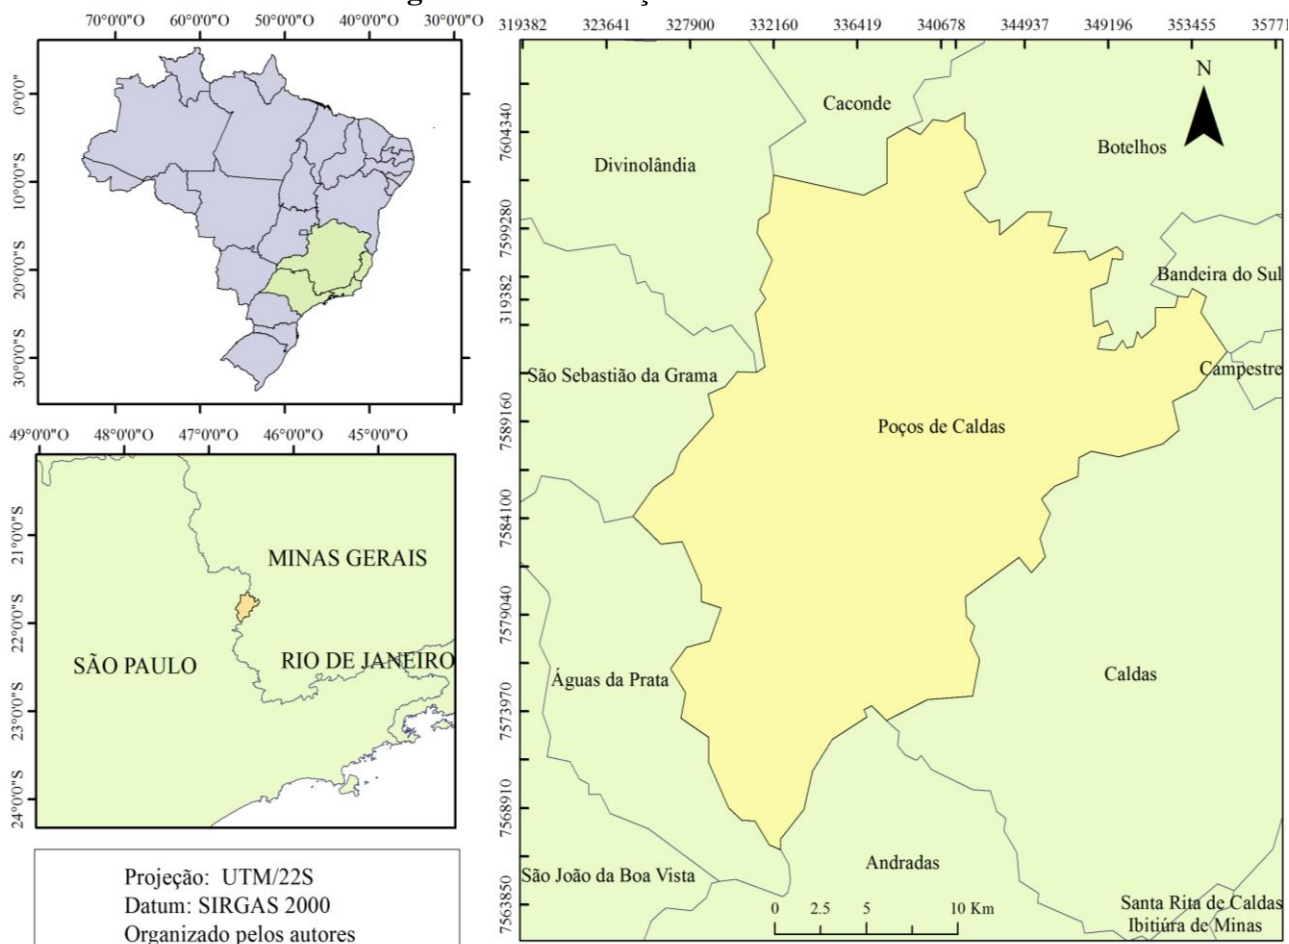 70°0'0"O 60°0'0"O 50°0'0"O 40°0'0"O 30°0'0"O
0°0'0"
10°0'0"S
20°0'0"S
30°0'0"S
49°0'0"O 48°0'0"O 47°0'0"O 46°0'0"O 45°0'0"O
21°0'0"S
22°0'0"S
23°0'0"S
24°0'0"S
MINAS GERAIS
SÃO PAULO
RIO DE JANEIRO
Projeção: UTM/22S
Datum: SIRGAS 2000
Organizado pelos autores
319382 323641 327900 332160 336419 340678 344937 349196 353455 35771
7604340
7599280
319382
7589160
7584100
7579040
7573970
7568910
7563850
N
Caconde
Botelhos
Divinolândia
Bandeira do Sul
Campestre
São Sebastião da Grama
Poços de Caldas
Águas da Prata
Caldas
Andradas
São João da Boa Vista
Santa Rita de Caldas
Ibitiúra de Minas
0 2.5 5 10 Km